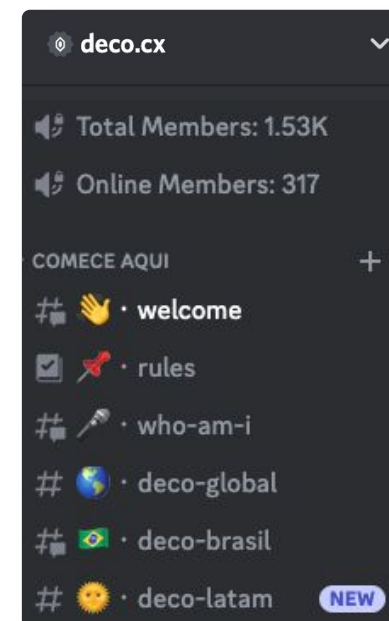 deco.cx
Total Members: 1.53K
Online Members: 317
COMECE AQUI
👋 · welcome
📌 · rules
🎤 · who-am-i
🌎 · deco-global
🇧🇷 · deco-brasil
🌞 · deco-latam NEW